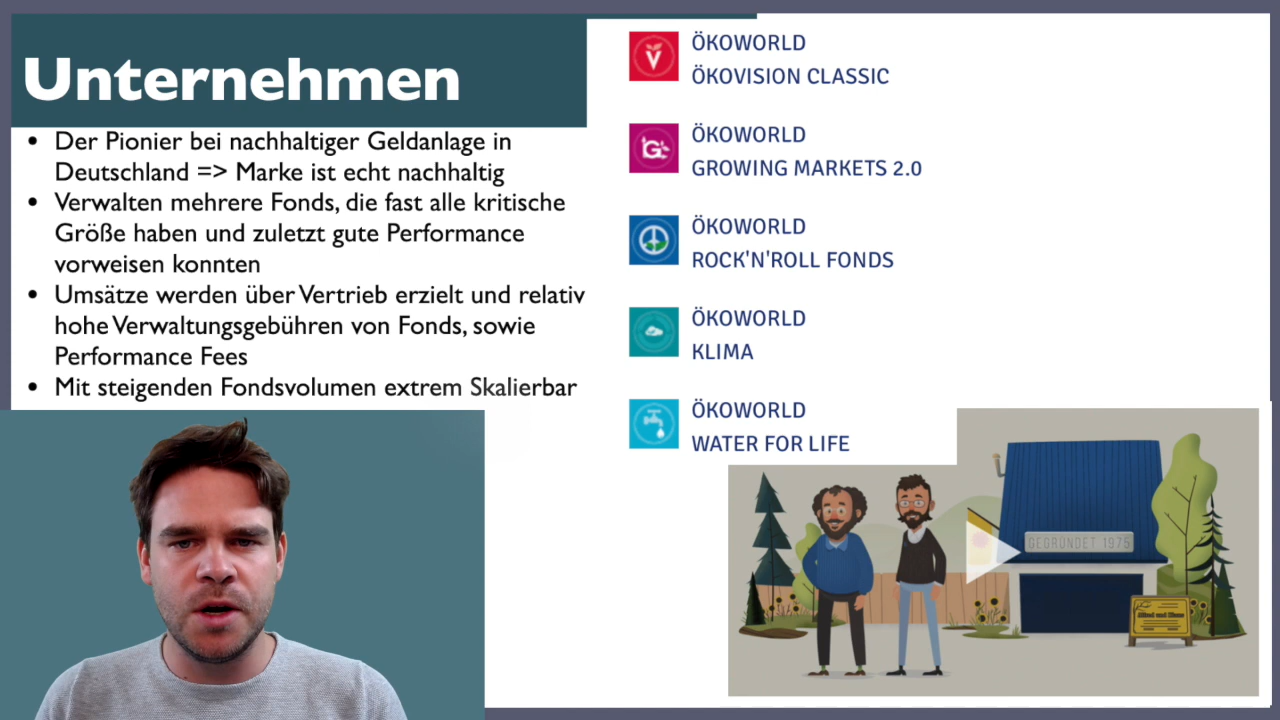 Unternehmen
• Der Pionier bei nachhaltiger Geldanlage in
Deutschland => Marke ist echt nachhaltig
• Verwalten mehrere Fonds, die fast alle kritische
Größe haben und zuletzt gute Performance
vorweisen konnten
• Umsätze werden über Vertrieb erzielt und relativ
hohe Verwaltungsgebühren von Fonds, sowie
Performance Fees
• Mit steigenden Fondsvolumen extrem Skalierbar
ÖKOWORLD
ÖKOVISION CLASSIC
ÖKOWORLD
GROWING MARKETS 2.0
ÖKOWORLD
ROCK'N'ROLL FONDS
ÖKOWORLD
KLIMA
ÖKOWORLD
WATER FOR LIFE
GEGRÜNDET 1975